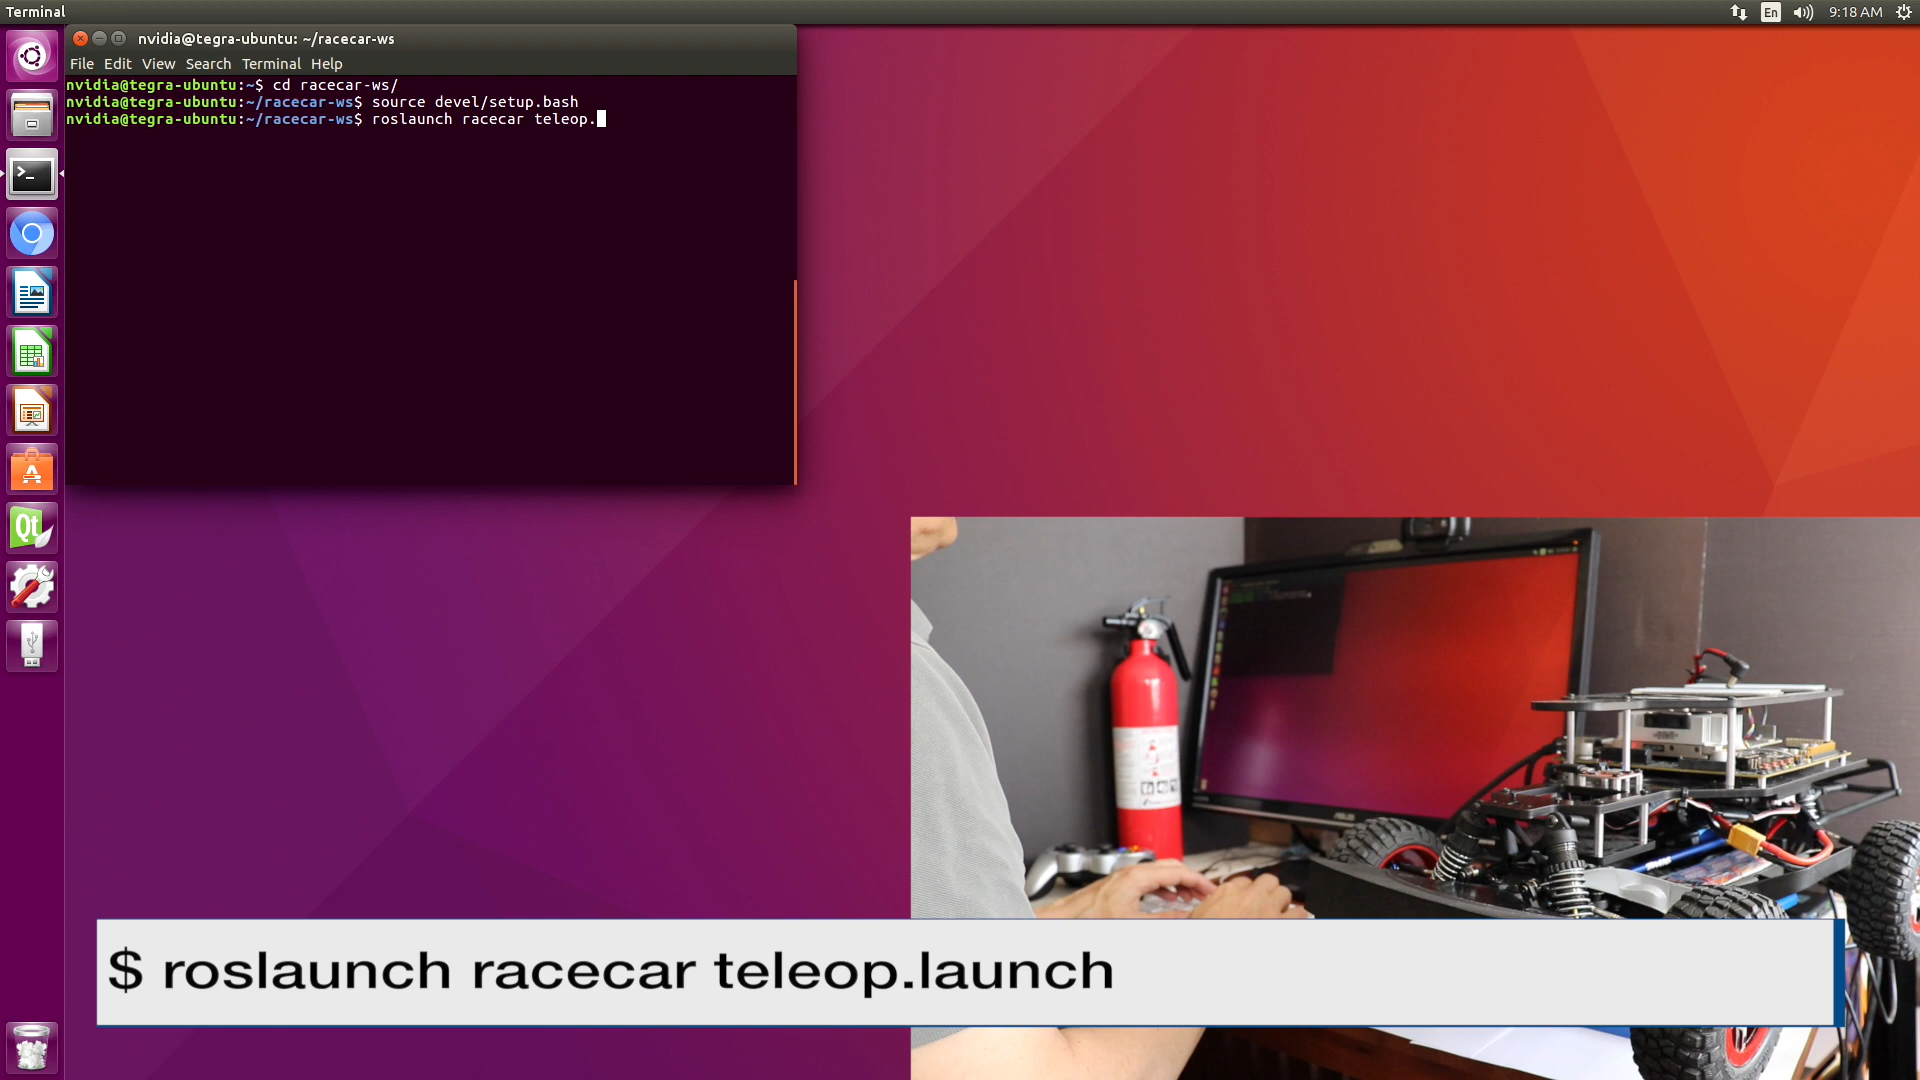 Terminal
En
9:18 AM
nvidia@tegra-ubuntu: ~/racecar-ws
File Edit View Search Terminal Help
nvidia@tegra-ubuntu:~$ cd racecar-ws/
nvidia@tegra-ubuntu:~/racecar-ws$ source devel/setup.bash
nvidia@tegra-ubuntu:~/racecar-ws$ roslaunch racecar teleop.
Qt
ASUS
$ roslaunch racecar teleop.launch